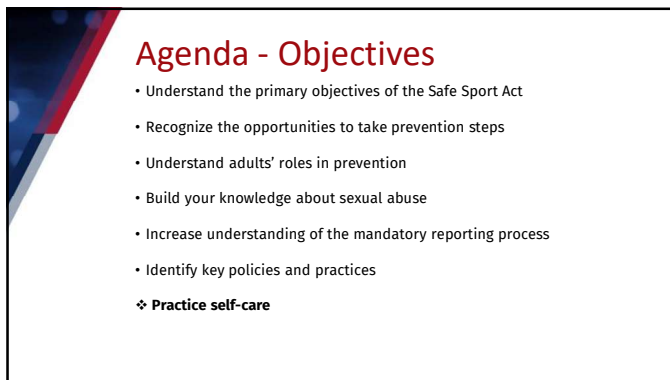 Agenda - Objectives
• Understand the primary objectives of the Safe Sport Act
• Recognize the opportunities to take prevention steps
• Understand adults' roles in prevention
• Build your knowledge about sexual abuse
• Increase understanding of the mandatory reporting process
• Identify key policies and practices
❖ Practice self-care